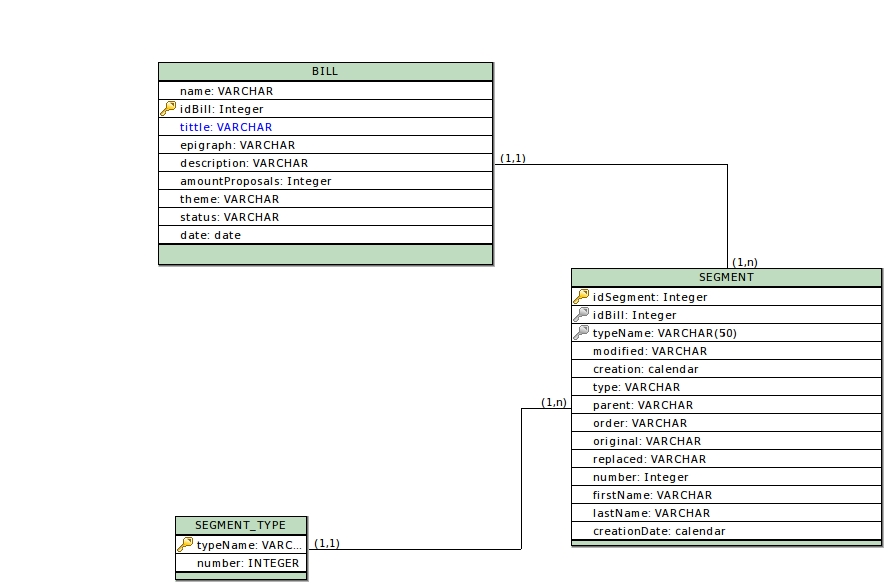 BILL
name: VARCHAR
idBill: Integer
tittle: VARCHAR
epigraph: VARCHAR
description: VARCHAR
amountProposals: Integer
theme: VARCHAR
status: VARCHAR
date: date
(1,1)
(1,n)
SEGMENT
idSegment: Integer
idBill: Integer
typeName: VARCHAR(50)
modified: VARCHAR
creation: calendar
type: VARCHAR
parent: VARCHAR
order: VARCHAR
original: VARCHAR
replaced: VARCHAR
number: Integer
firstName: VARCHAR
lastName: VARCHAR
creationDate: calendar
(1,n)
SEGMENT_TYPE
typeName: VARC...
number: INTEGER
(1,1)